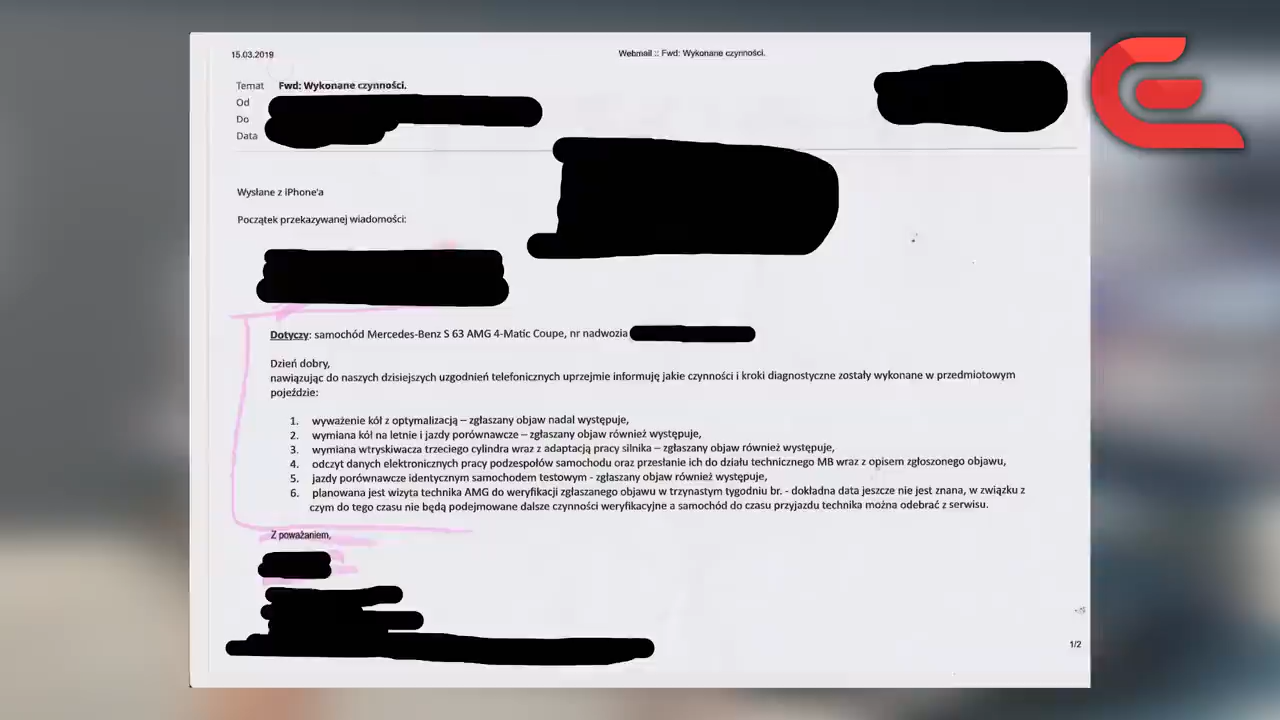 15.03.2019
Webmail :: Fwd: Wykonane czynności.
Temat Fwd: Wykonane czynności.
Od
Do
Data
Wysłane z iPhone'a
Początek przekazywanej wiadomości:
Dotyczy: samochód Mercedes-Benz S 63 AMG 4-Matic Coupe, nr nadwozia
Dzień dobry,
nawiązując do naszych dzisiejszych uzgodnień telefonicznych uprzejmie informuję jakie czynności i kroki diagnostyczne zostały wykonane w przedmiotowym
pojeździe:
1. wyważenie kół z optymalizacją – zgłaszany objaw nadal występuje,
2. wymiana kół na letnie i jazdy porównawcze – zgłaszany objaw również występuje,
3. wymiana wtryskiwacza trzeciego cylindra wraz z adaptacją pracy silnika – zgłaszany objaw również występuje,
4. odczyt danych elektronicznych pracy podzespołów samochodu oraz przesłanie ich do działu technicznego MB wraz z opisem zgłoszonego objawu,
5. jazdy porównawcze identycznym samochodem testowym - zgłaszany objaw również występuje,
6. planowana jest wizyta technika AMG do weryfikacji zgłaszanego objawu w trzynastym tygodniu br. - dokładna data jeszcze nie jest znana, w związku z
czym do tego czasu nie będą podejmowane dalsze czynności weryfikacyjne a samochód do czasu przyjazdu technika można odebrać z serwisu.
Z poważaniem,
1/2